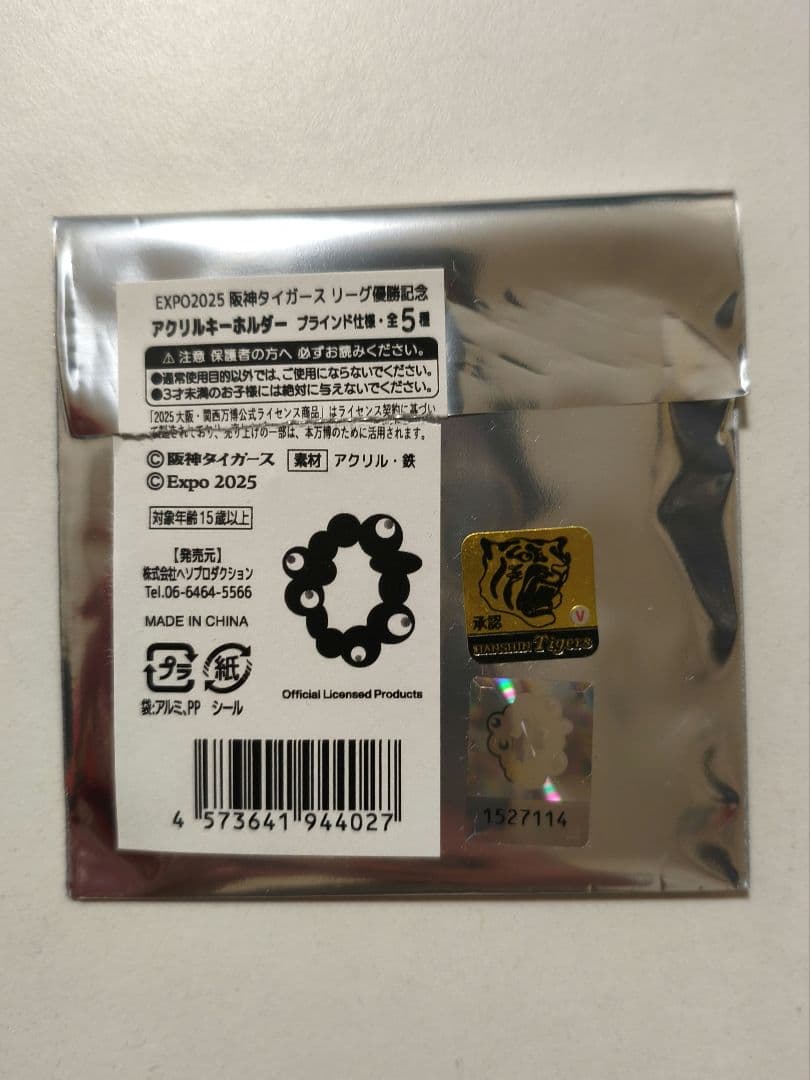 EXPO2025 阪神タイガース リーグ優勝記念
アクリルキーホルダー ブラインド仕様・全5種
⚠注意 保護者の方へ 必ずお読みください。
●通常使用目的以外では、ご使用にならないでください。
●3才未満のお子様には絶対に与えないでください。
「2025大阪・関西万博公式ライセンス商品」はライセンス契約に基づい
ており、売り上げの一部は、本万博のために活用されます。
©阪神タイガース 素材 アクリル・鉄
©Expo 2025
対象年齢15歳以上
【発売元】
株式会社ヘソプロダクション
Tel.06-6464-5566
MADE IN CHINA
プラ 紙
袋:アルミ、PP シール
Official Licensed Products
4 573641 944027
承認
V
HANSHIN Tigers
1527114